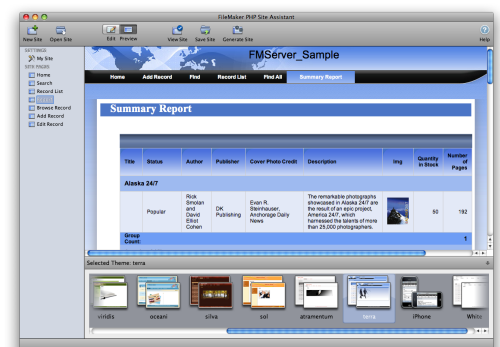 FileMaker PHP Site Assistant
New Site Open Site Edit Preview View Site Save Site Generate Site Help
SETTINGS
My Site
SITE PAGES
Home
Search
Record List
Browse Record
Add Record
Edit Record
FMServer_Sample
Home Add Record Find Record List Find All Summary Report
Summary Report
Title Status Author Publisher Cover Photo Credit Description Img Quantity in Stock Number of Pages
Alaska 24/7
Popular
Rick Smolan and David Elliot Cohen
DK Publishing
Evan R. Steinhauser, Anchorage Daily News
The remarkable photographs
showcased in Alaska 24/7 are
the result of an epic project,
America 24/7, which
harnessed the talents of more
than 25,000 photographers.
50 192
Group Count: 1
Selected Theme: terra
viridis oceani silva sol atramentum terra iPhone White